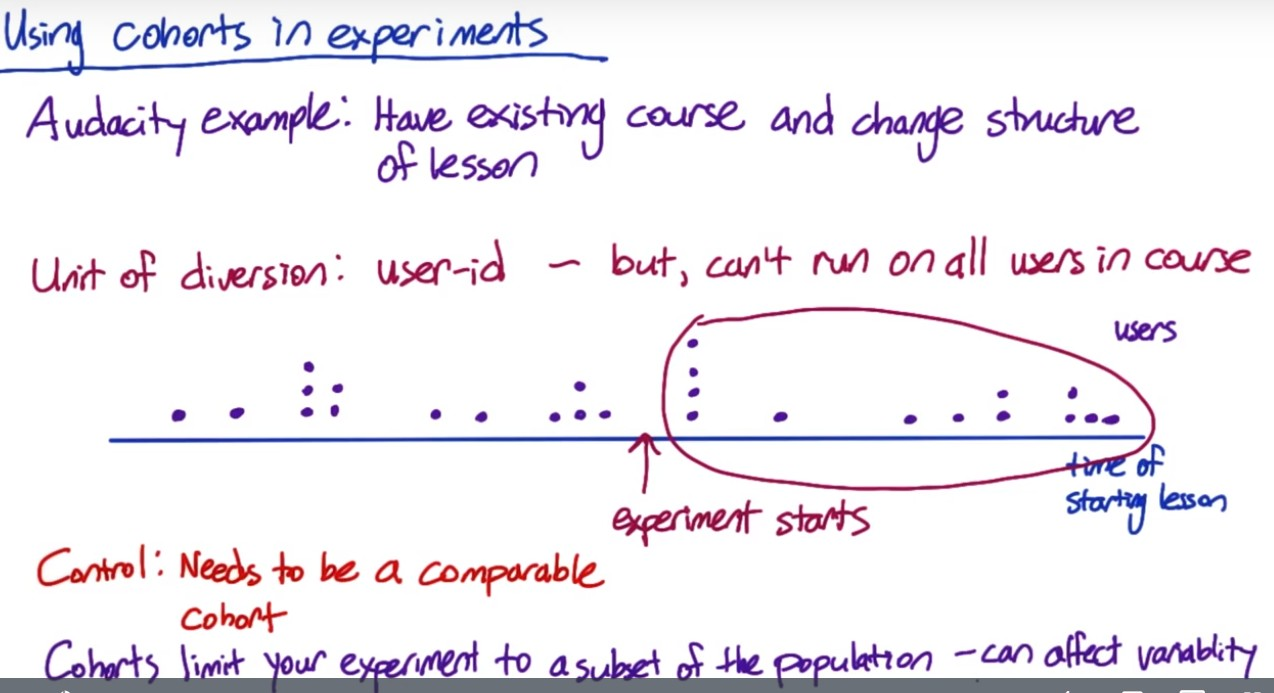 Using cohorts in experiments
Audacity example: Have existing course and change structure
of lesson
Unit of diversion: user-id – but, can't run on all users in course
users
time of
starting lesson
experiment starts
Control: Needs to be a comparable
cohort
Cohorts limit your experiment to a subset of the population – can affect variablity